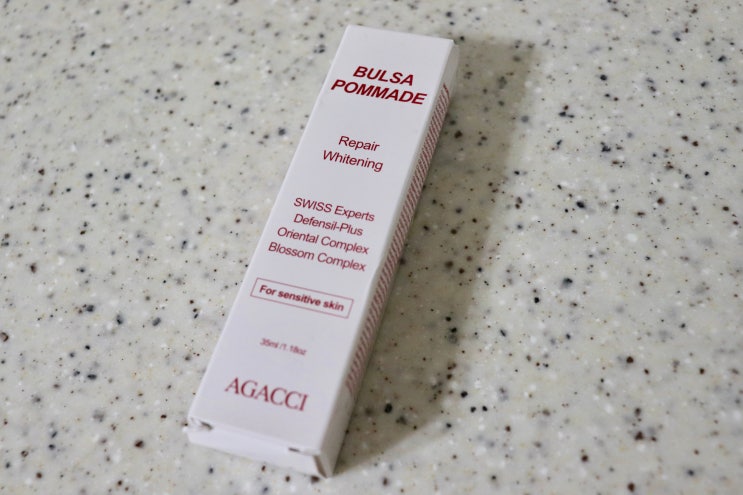 BULSA
POMMADE
Repair
Whitening
SWISS Experts
Defensil-Plus
Oriental Complex
Blossom Complex
For sensitive skin
35ml /1.18oz
AGACCI